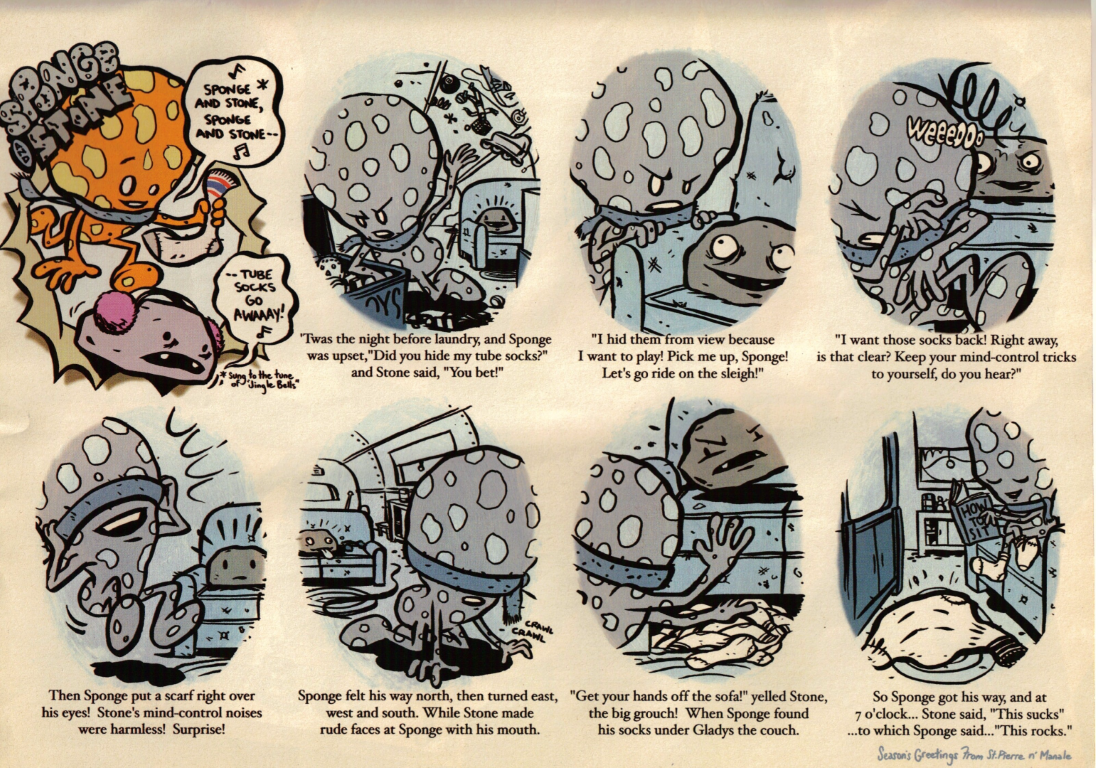 SPONGE
& STONE
SPONGE *
AND STONE,
SPONGE
AND STONE--
-- TUBE
SOCKS
GO
AWAAAY!
* Sung to the tune
of "Jingle Bells"
SAC
"'Twas the night before laundry, and Sponge
was upset,"Did you hide my tube socks?"
and Stone said, "You bet!"
"I hid them from view because
I want to play! Pick me up, Sponge!
Let's go ride on the sleigh!"
WEEEDOO
"I want those socks back! Right away,
is that clear? Keep your mind-control tricks
to yourself, do you hear?"
Then Sponge put a scarf right over
his eyes! Stone's mind-control noises
were harmless! Surprise!
CRAWL
CRAWL
Sponge felt his way north, then turned east,
west and south. While Stone made
rude faces at Sponge with his mouth.
"Get your hands off the sofa!" yelled Stone,
the big grouch! When Sponge found
his socks under Gladys the couch.
HOW
TO
SIT
So Sponge got his way, and at
7 o'clock... Stone said, "This sucks"
...to which Sponge said..."This rocks."
Season's Greetings From St.Pierre n' Manale